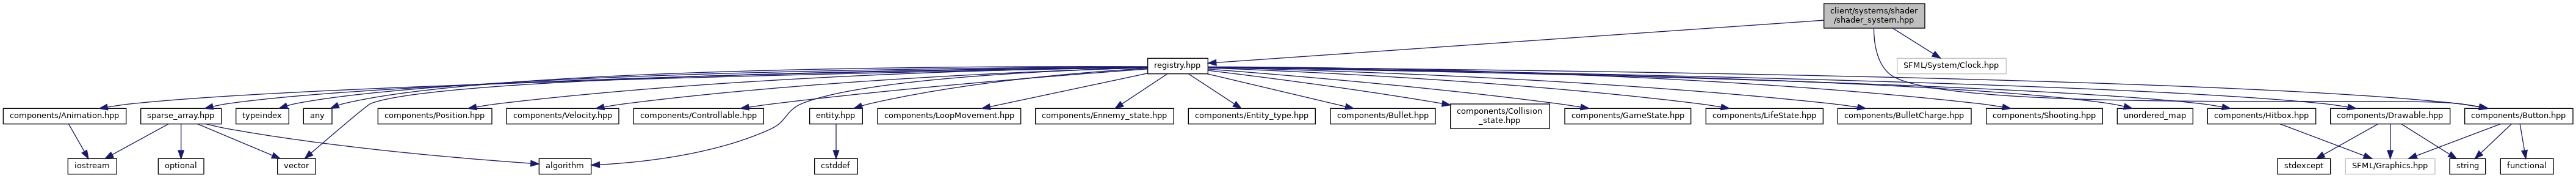 client/systems/shader
/shader_system.hpp
registry.hpp
SFML/System/Clock.hpp
components/Animation.hpp
sparse_array.hpp
typeindex
any
components/Position.hpp
components/Velocity.hpp
components/Controllable.hpp
entity.hpp
components/LoopMovement.hpp
components/Ennemy_state.hpp
components/Entity_type.hpp
components/Bullet.hpp
components/Collision
_state.hpp
components/GameState.hpp
components/LifeState.hpp
components/BulletCharge.hpp
components/Shooting.hpp
unordered_map
components/Hitbox.hpp
components/Drawable.hpp
components/Button.hpp
iostream
optional
vector
algorithm
cstddef
stdexcept
SFML/Graphics.hpp
string
functional